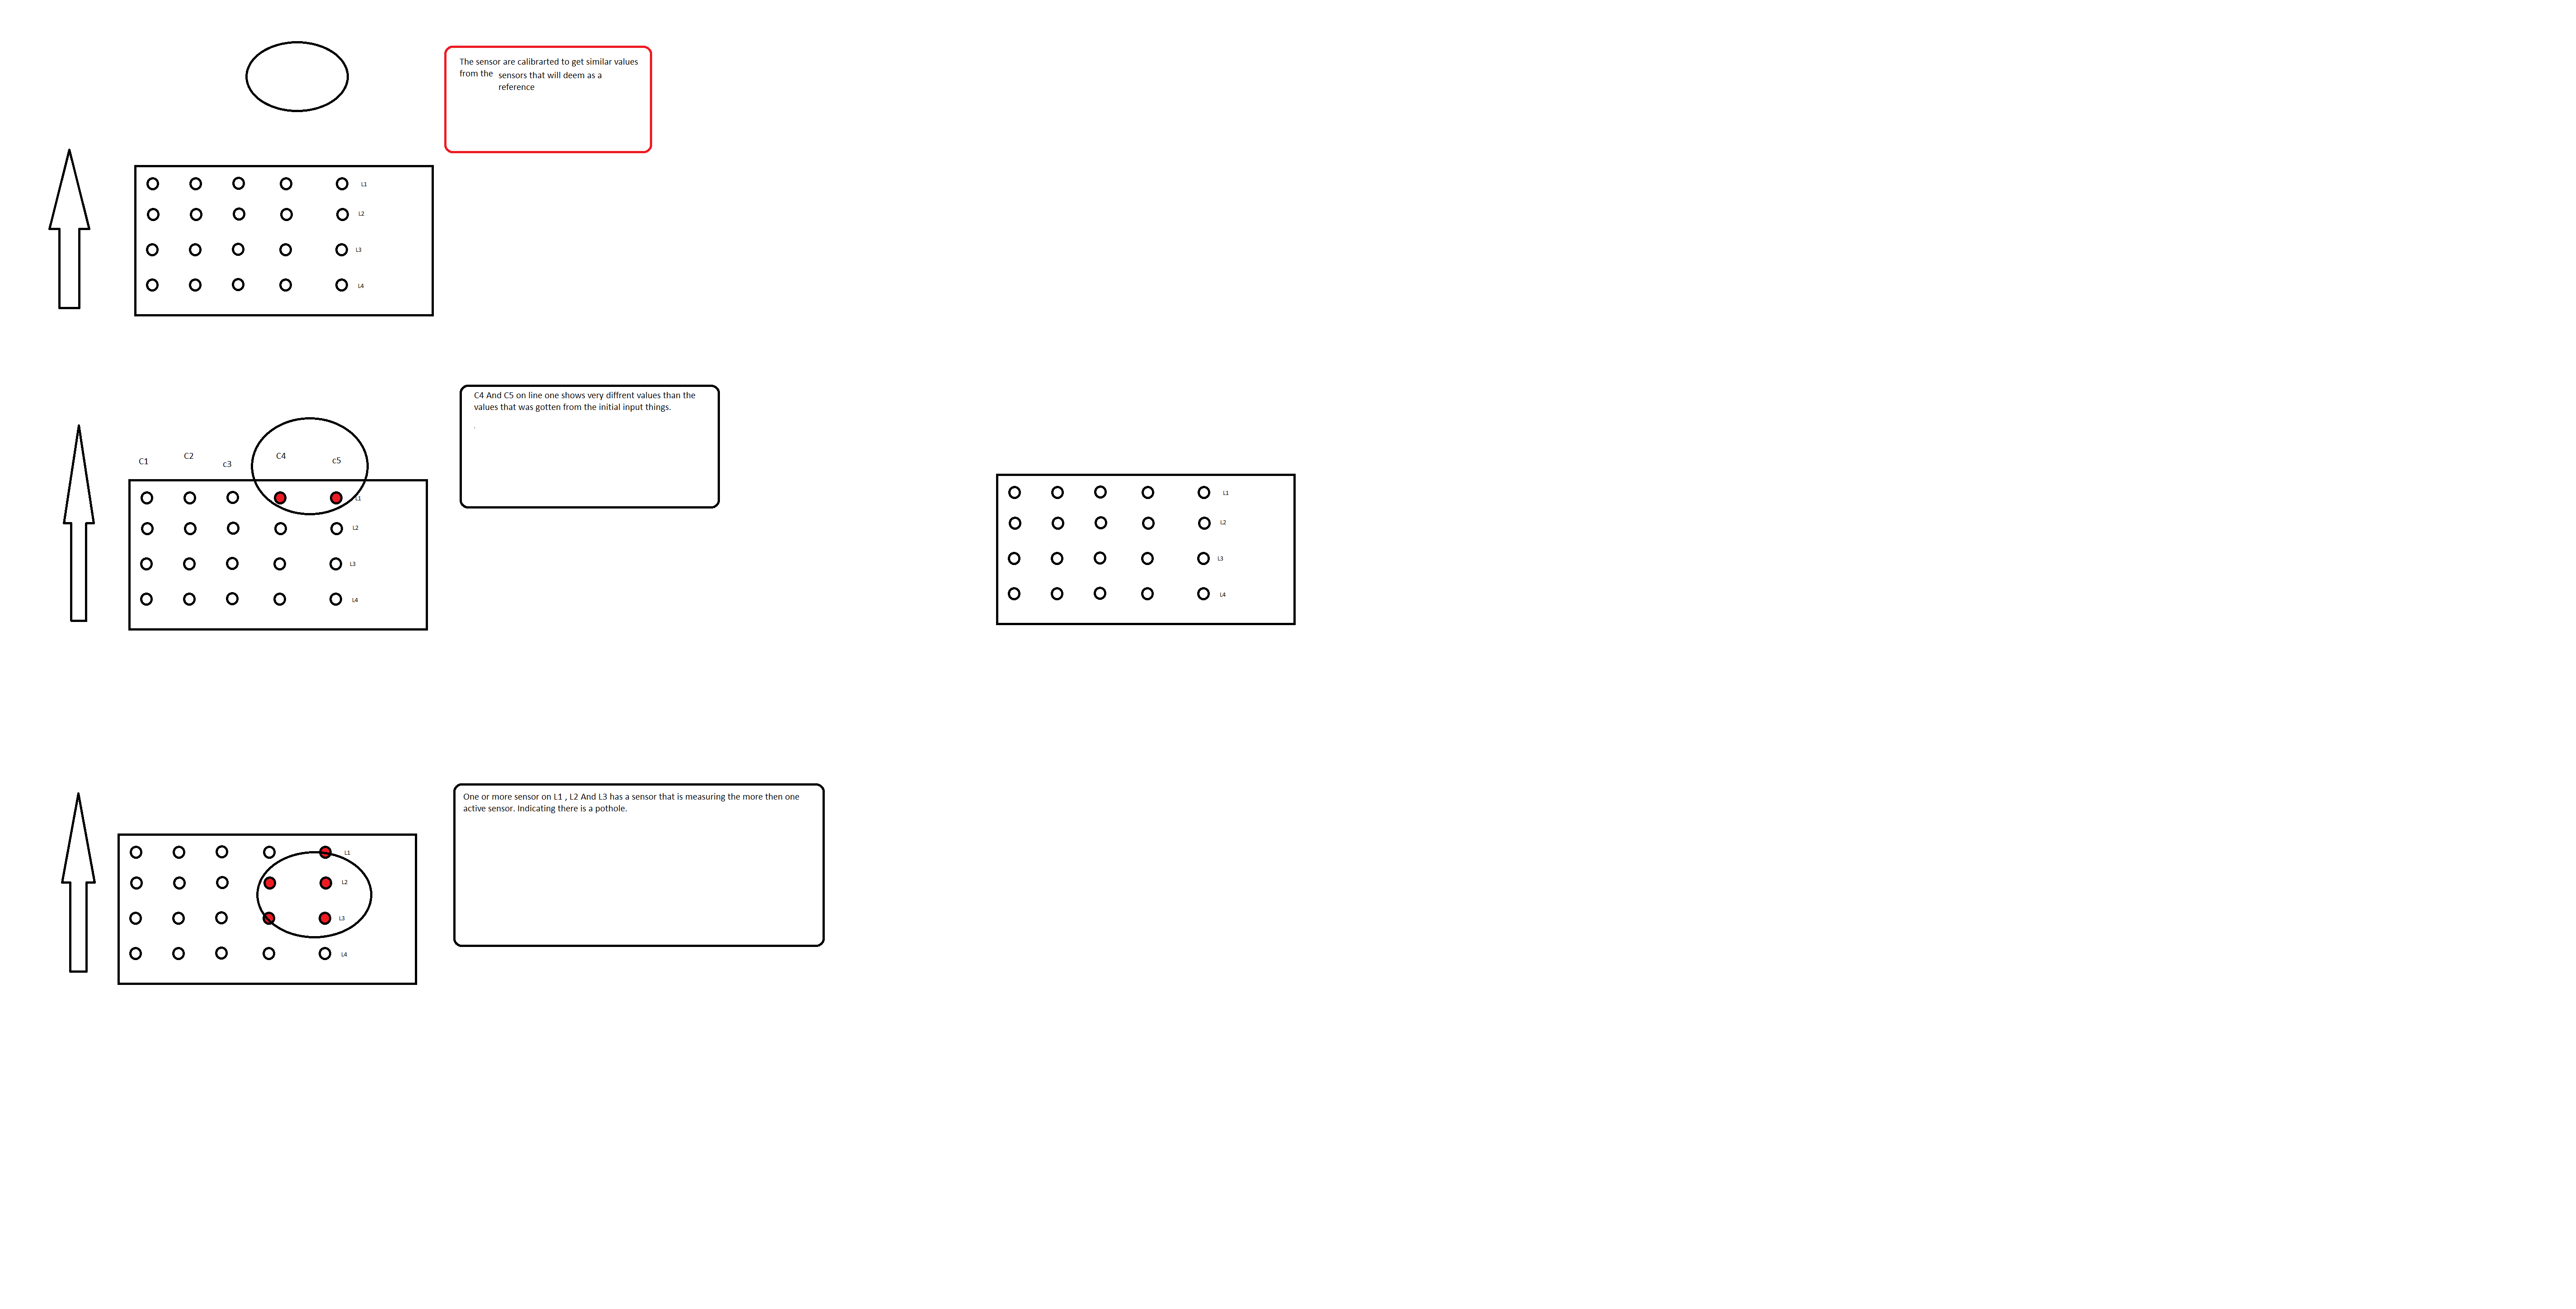 The sensor are calibrarted to get similar values
from the sensors that will deem as a
reference
L1
L2
L3
L4
C4 And C5 on line one shows very diffrent values than the
values that was gotten from the initial input things.
.
C1 C2 c3 C4 c5
L1
L2
L3
L4
L1
L2
L3
L4
One or more sensor on L1 , L2 And L3 has a sensor that is measuring the more then one
active sensor. Indicating there is a pothole.
L1
L2
L3
L4